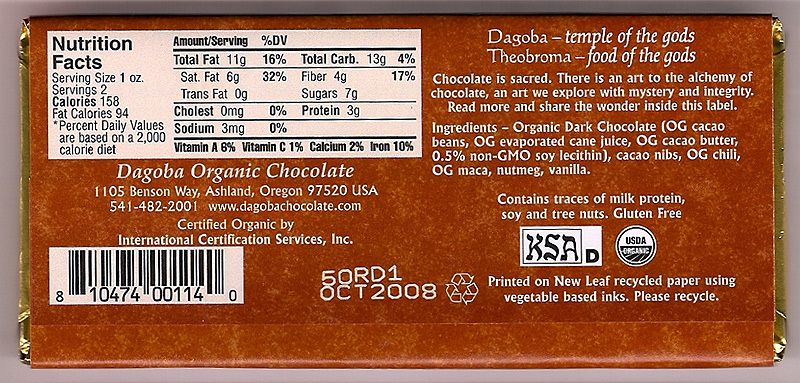 Nutrition
Facts
Serving Size 1 oz.
Servings 2
Calories 158
Fat Calories 94
*Percent Daily Values
are based on a 2,000
calorie diet
Amount/Serving %DV
Total Fat 11g 16% Total Carb. 13g 4%
Sat. Fat 6g 32% Fiber 4g 17%
Trans Fat 0g Sugars 7g
Cholest 0mg 0% Protein 3g
Sodium 3mg 0%
Vitamin A 6% Vitamin C 1% Calcium 2% Iron 10%
Dagoba Organic Chocolate
1105 Benson Way, Ashland, Oregon 97520 USA
541-482-2001 www.dagobachocolate.com
Certified Organic by
International Certification Services, Inc.
8 10474 00114 0
50RD1
OCT2008
Dagoba – temple of the gods
Theobroma – food of the gods
Chocolate is sacred. There is an art to the alchemy of
chocolate, an art we explore with mystery and integrity.
Read more and share the wonder inside this label.
Ingredients – Organic Dark Chocolate (OG cacao
beans, OG evaporated cane juice, OG cacao butter,
0.5% non-GMO soy lecithin), cacao nibs, OG chili,
OG maca, nutmeg, vanilla.
Contains traces of milk protein,
soy and tree nuts. Gluten Free
KSA D
USDA
ORGANIC
Printed on New Leaf recycled paper using
vegetable based inks. Please recycle.